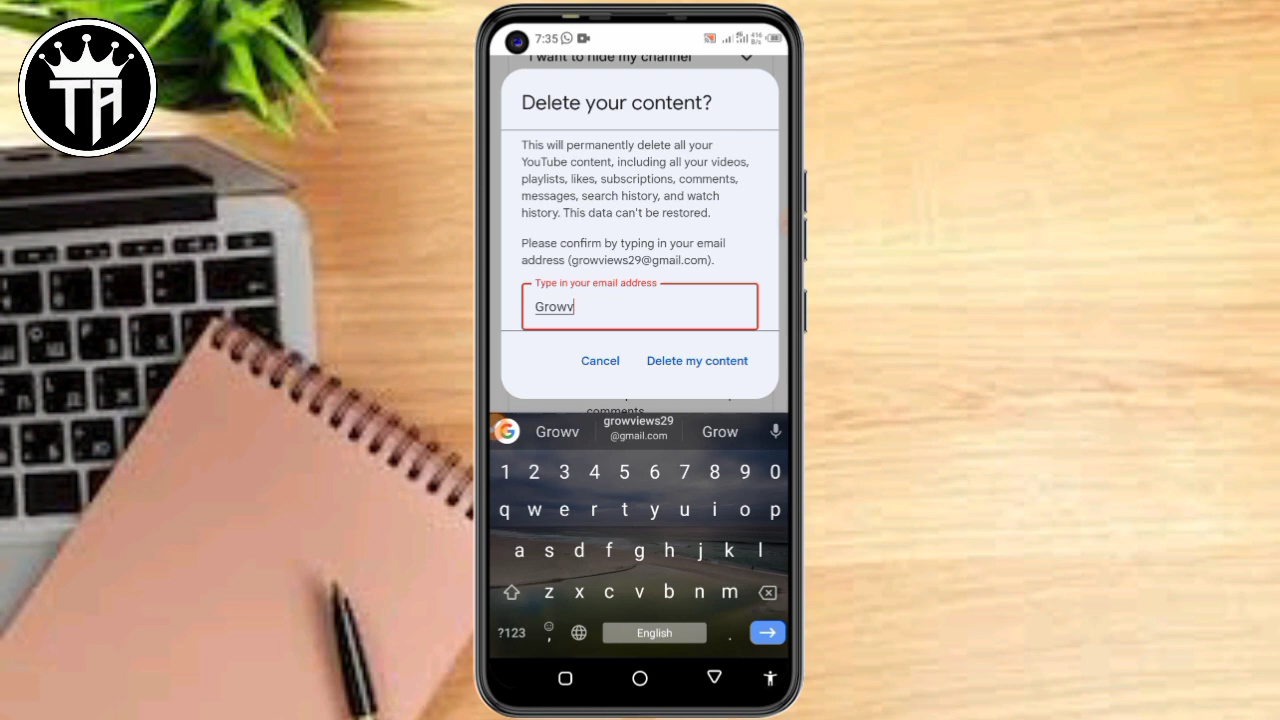 TA
7:35
416
B/s
I want to hide my channel
Delete your content?
This will permanently delete all your
YouTube content, including all your videos,
playlists, likes, subscriptions, comments,
messages, search history, and watch
history. This data can't be restored.
Please confirm by typing in your email
address (growviews29@gmail.com).
Type in your email address
Growv
Cancel
Delete my content
comments
G
Growv
growviews29
@gmail.com
Grow
1 2 3 4 5 6 7 8 9 0
q w e r t y u i o p
a s d f g h j k l
z x c v b n m
?123
,
English
.